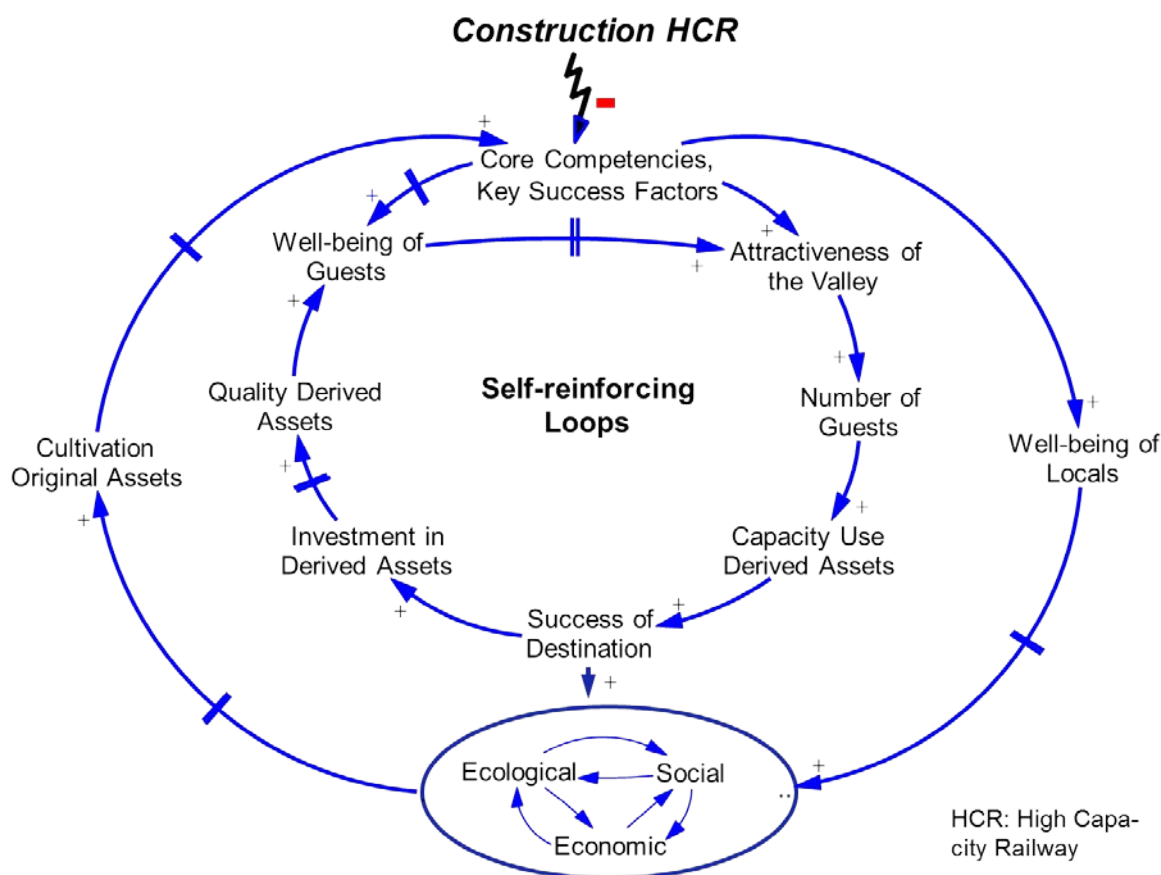 Construction HCR
-
+
Core Competencies,
Key Success Factors
+
Well-being of
Guests
+
Attractiveness of
the Valley
+
+
+
Quality Derived
Assets
Self-reinforcing
Loops
Number of
Guests
+
Cultivation
Original Assets
+
Well-being of
Locals
+
+
Investment in
Derived Assets
Capacity Use
Derived Assets
+
+
Success of
Destination
+
+
Ecological
Social
Economic
+
..
HCR: High Capa-
city Railway